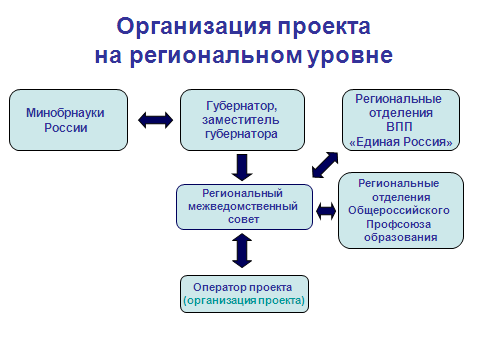 Организация проекта
на региональном уровне
Минобрнауки
России
Губернатор,
заместитель
губернатора
Региональные
отделения
ВПП
«Единая Россия»
Региональный
межведомственный
совет
Региональные
отделения
Общероссийского
Профсоюза
образования
Оператор проекта
(организация проекта)